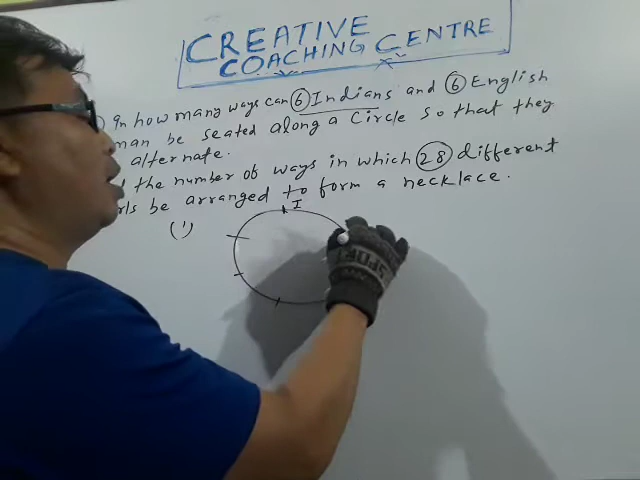 CREATIVE
COACHING CENTRE
In how many ways can 6 Indians and 6 English
man be seated along a circle so that they
alternate.
the number of ways in which 28 different
be arranged to form a necklace.
(1)
I
SPORT